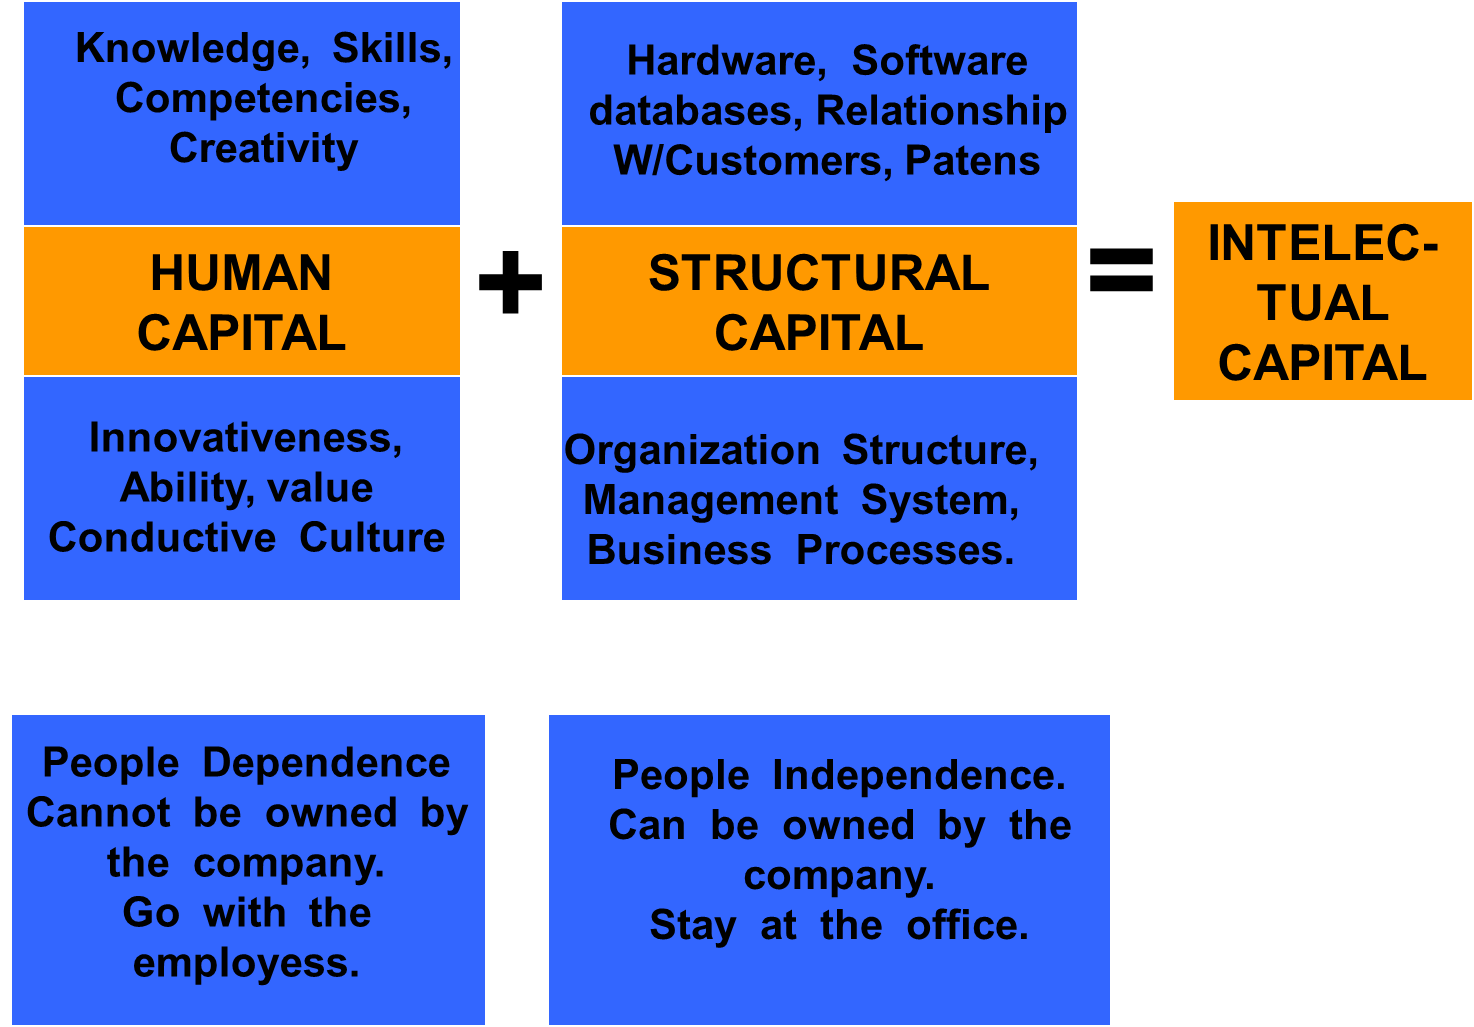 Knowledge, Skills,
Competencies,
Creativity
HUMAN
CAPITAL
Innovativeness,
Ability, value
Conductive Culture
+
Hardware, Software
databases, Relationship
W/Customers, Patens
STRUCTURAL
CAPITAL
Organization Structure,
Management System,
Business Processes.
=
INTELEC-
TUAL
CAPITAL
People Dependence
Cannot be owned by
the company.
Go with the
employess.
People Independence.
Can be owned by the
company.
Stay at the office.